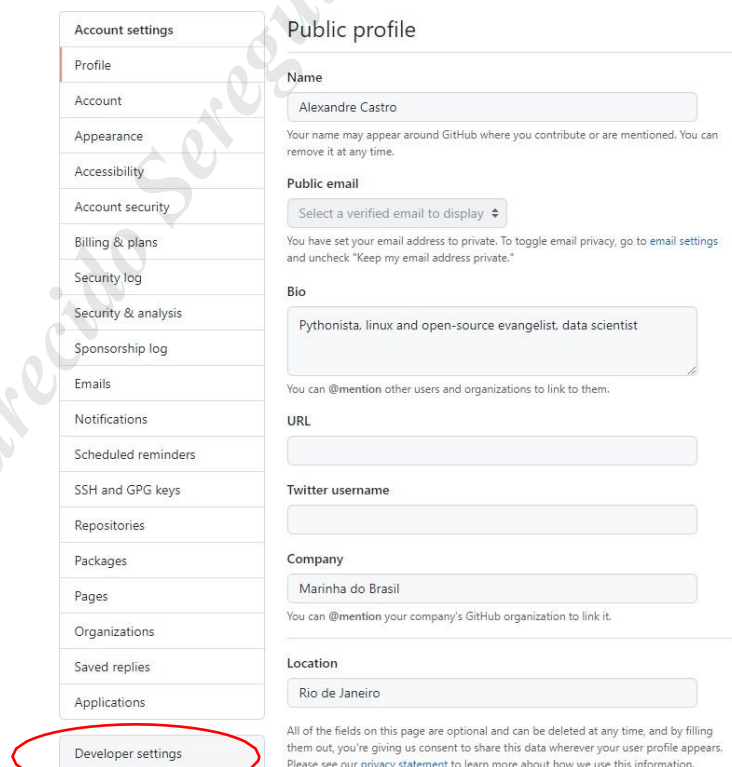 Account settings
Profile
Account
Appearance
Accessibility
Account security
Billing & plans
Security log
Security & analysis
Sponsorship log
Emails
Notifications
Scheduled reminders
SSH and GPG keys
Repositories
Packages
Pages
Organizations
Saved replies
Applications
Developer settings
Public profile
Name
Alexandre Castro
Your name may appear around GitHub where you contribute or are mentioned. You can
remove it at any time.
Public email
Select a verified email to display
You have set your email address to private. To toggle email privacy, go to email settings
and uncheck "Keep my email address private."
Bio
Pythonista, linux and open-source evangelist, data scientist
You can @mention other users and organizations to link to them.
URL
Twitter username
Company
Marinha do Brasil
You can @mention your company's GitHub organization to link it.
Location
Rio de Janeiro
All of the fields on this page are optional and can be deleted at any time, and by filling
them out, you're giving us consent to share this data wherever your user profile appears.
Please see our privacy statement to learn more about how we use this information.